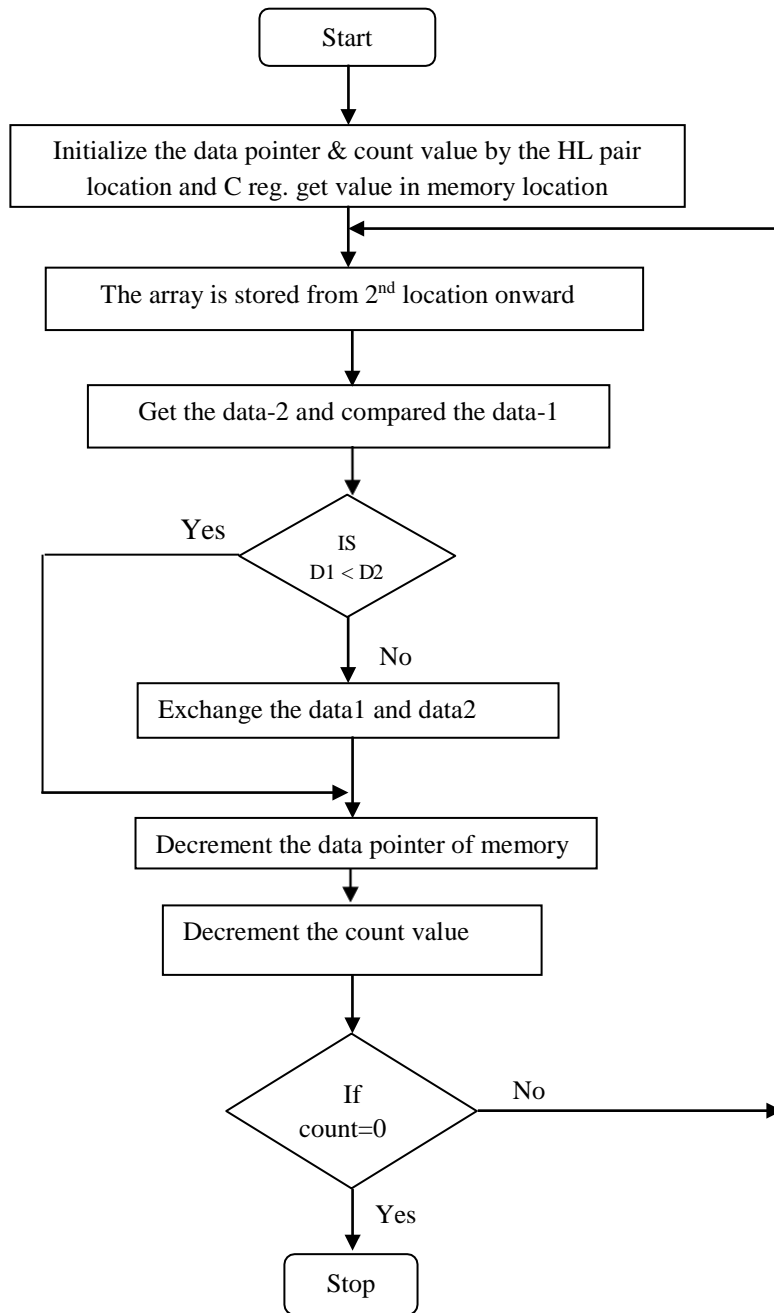 Start
Initialize the data pointer & count value by the HL pair
location and C reg. get value in memory location
The array is stored from 2nd location onward
Get the data-2 and compared the data-1
Yes
IS
D1 < D2
No
Exchange the data1 and data2
Decrement the data pointer of memory
Decrement the count value
If
count=0
No
Yes
Stop